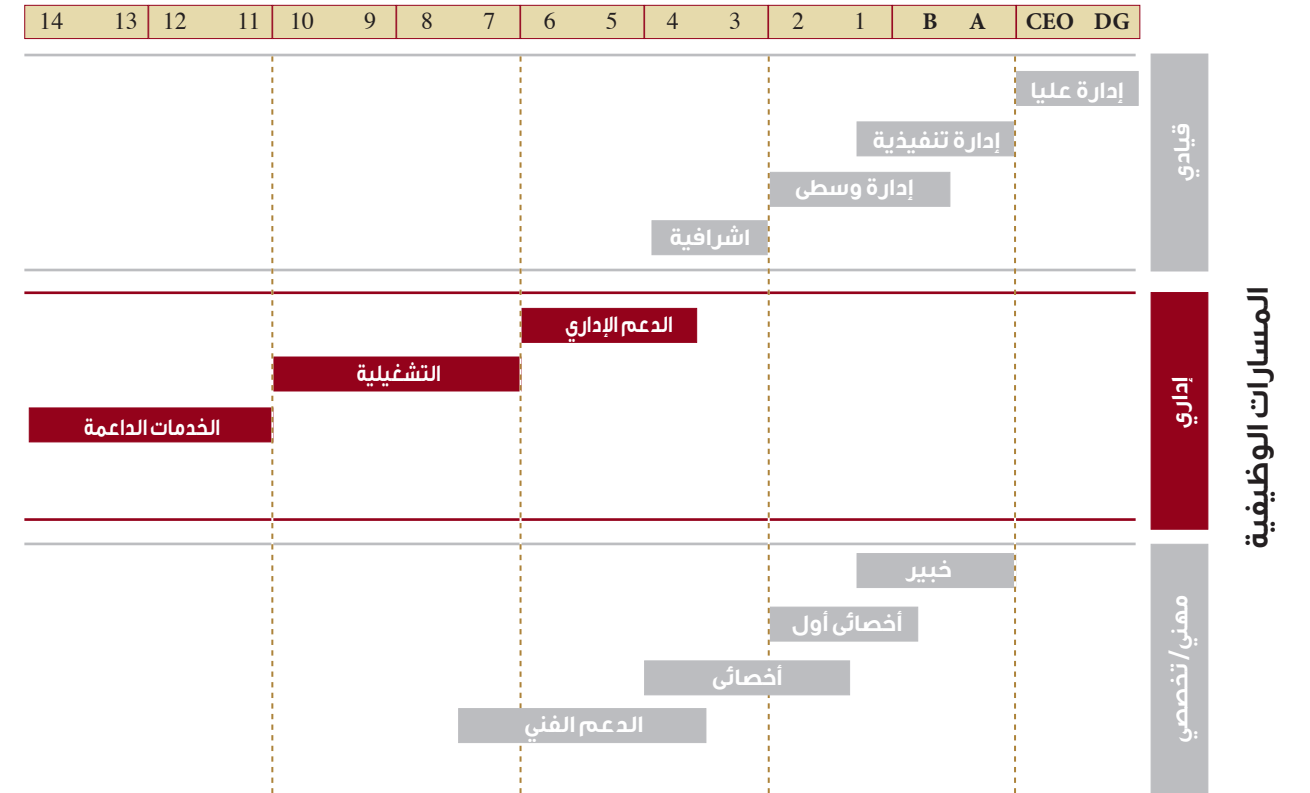 14 13 12 11 10 9 8 7 6 5 4 3 2 1 B A CEO DG
المسارات الوظيفية
قيادي
إدارة عليا
إدارة تنفيذية
إدارة وسطى
اشرافية
إداري
الدعم الإداري
التشغيلية
الخدمات الداعمة
مهني/تخصصي
خبير
أخصائى أول
أخصائى
الدعم الفني